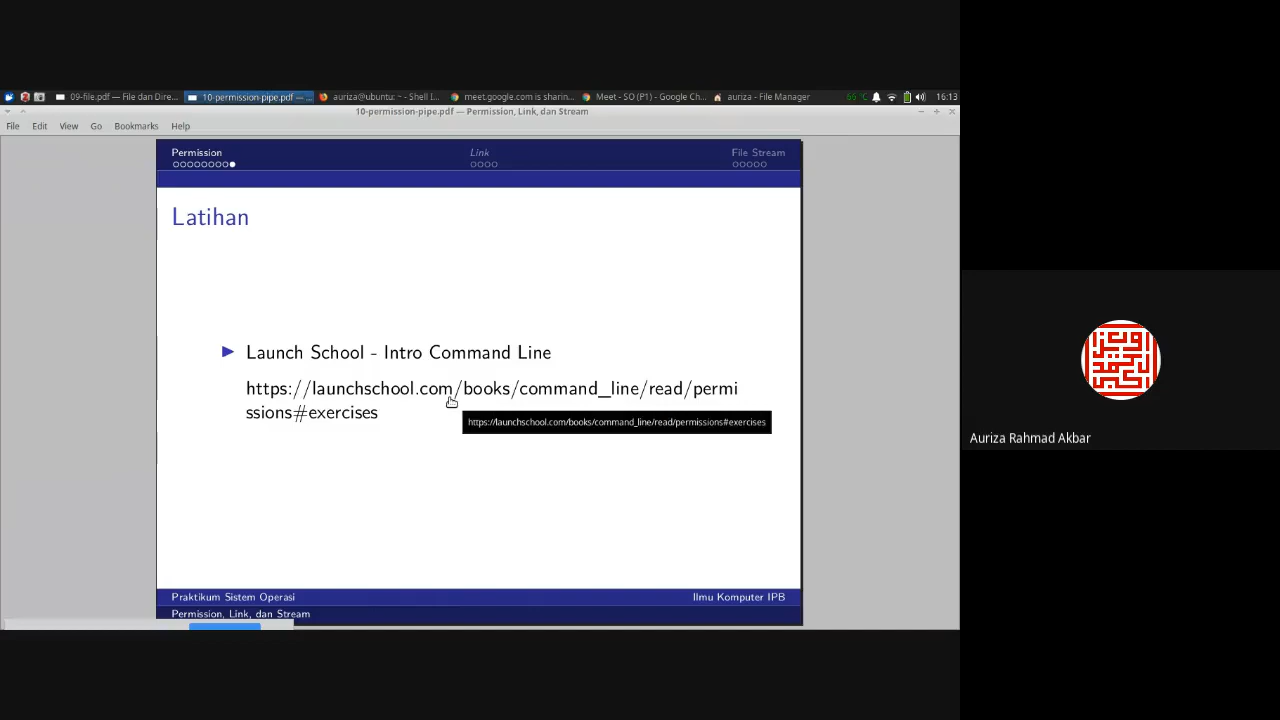 09-file.pdf — File dan Dire...
10-permission-pipe.pdf — ...
auriza@ubuntu: ~ - Shell I...
meet.google.com is sharin...
Meet - SO (P1) - Google Ch...
auriza - File Manager
66 °C
16:13
10-permission-pipe.pdf — Permission, Link, dan Stream
File Edit View Go Bookmarks Help
Permission Link File Stream
Latihan
Launch School - Intro Command Line
https://launchschool.com/books/command_line/read/permi
ssions#exercises
https://launchschool.com/books/command_line/read/permissions#exercises
Praktikum Sistem Operasi Ilmu Komputer IPB
Permission, Link, dan Stream
Auriza Rahmad Akbar